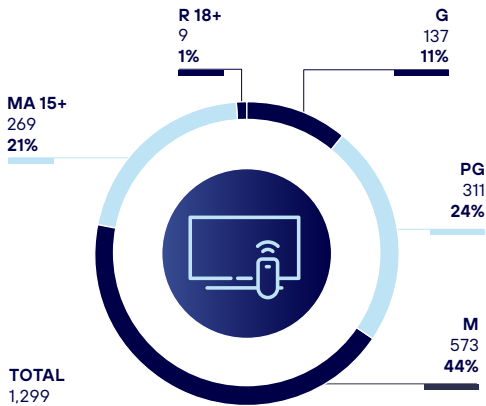 R 18+
9
1%
G
137
11%
MA 15+
269
21%
PG
311
24%
M
573
44%
TOTAL
1,299